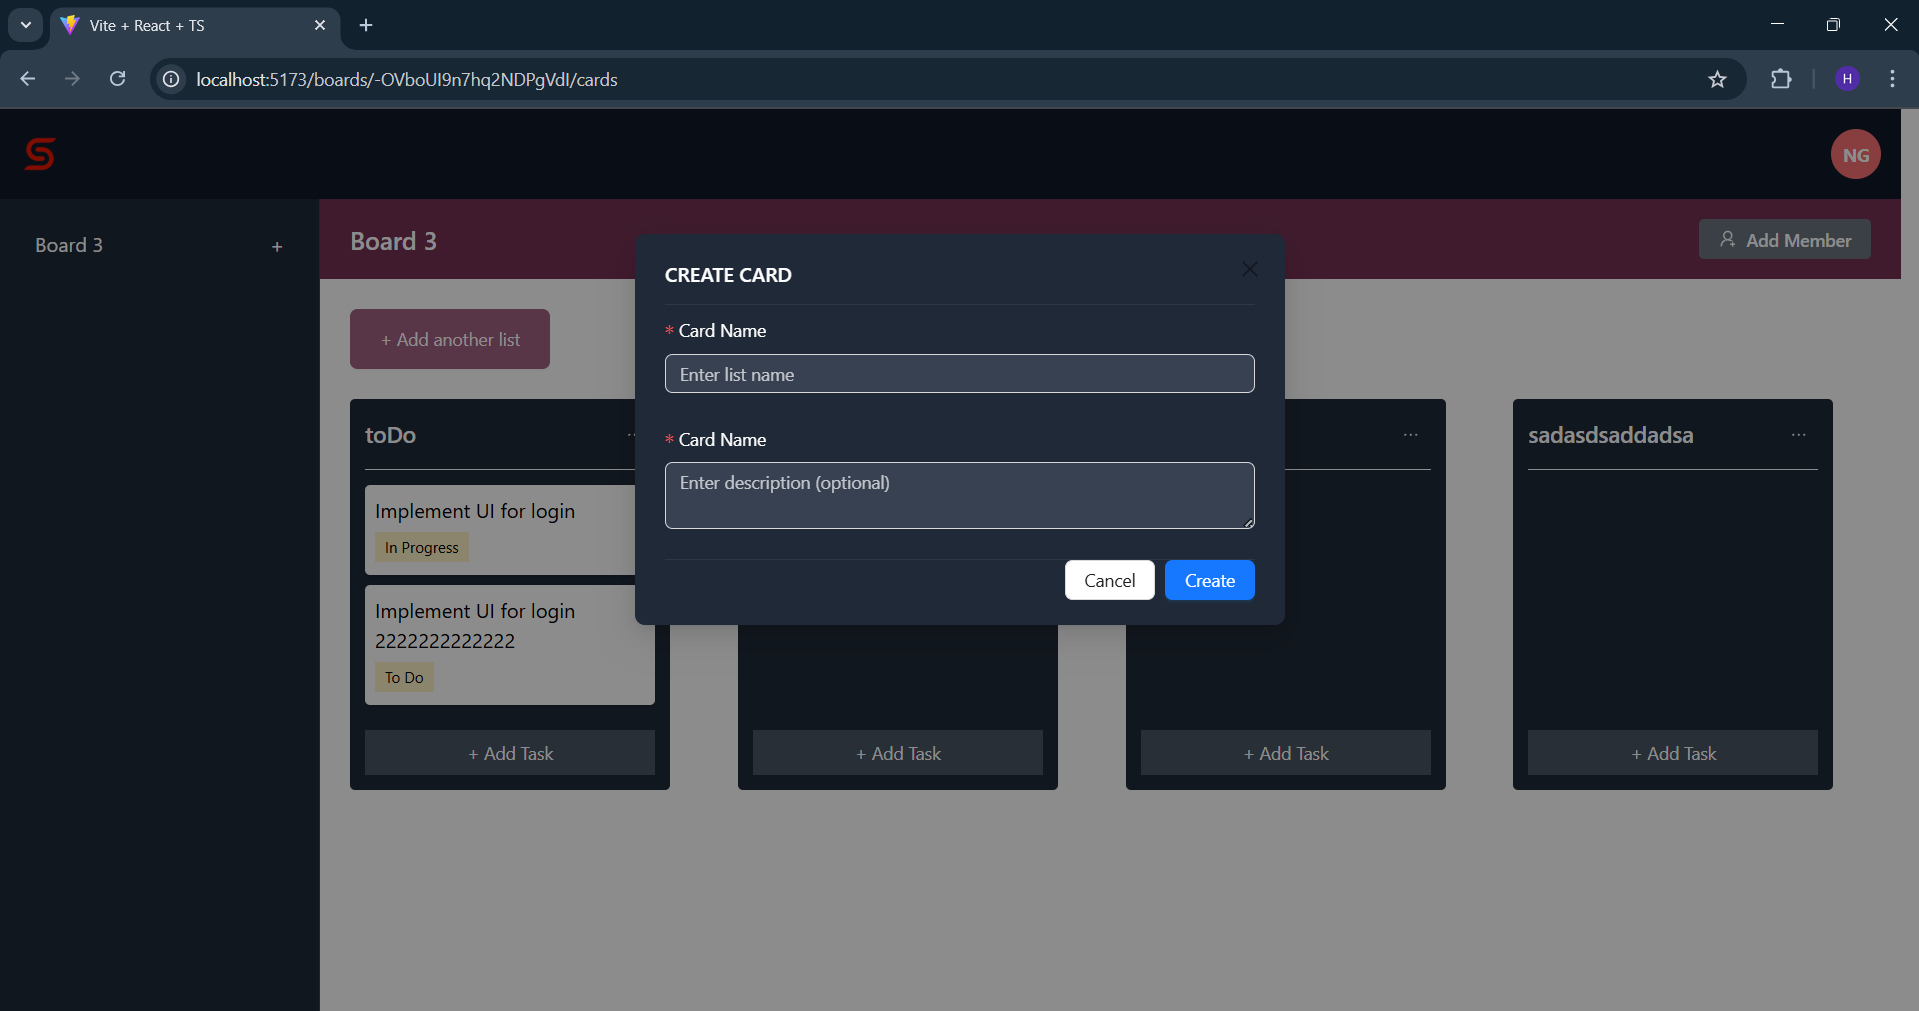 Vite + React + TS
localhost:5173/boards/-OVboUI9n7hq2NDPgVdI/cards
H
NG
Board 3
+
Board 3
Add Member
+ Add another list
CREATE CARD
* Card Name
Enter list name
* Card Name
Enter description (optional)
Cancel
Create
toDo
...
Implement UI for login
In Progress
Implement UI for login
2222222222222
To Do
+ Add Task
+ Add Task
...
+ Add Task
sadasdsaddadsa
...
+ Add Task